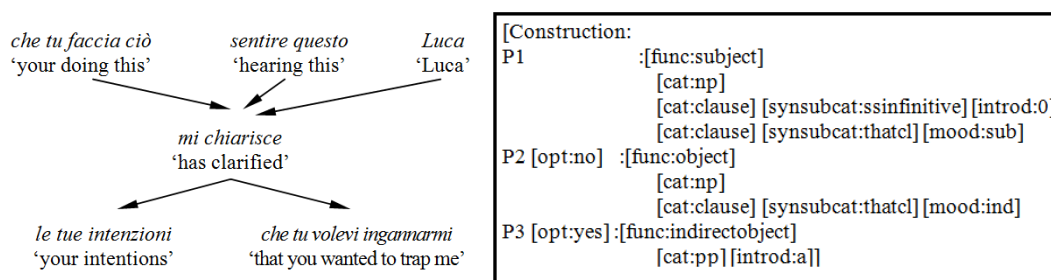 che tu faccia ciò
'your doing this'
sentire questo
'hearing this'
Luca
'Luca'
mi chiarisce
'has clarified'
le tue intenzioni
'your intentions'
che tu volevi ingannarmi
'that you wanted to trap me'
[Construction:
P1 :[func:subject]
[cat:np]
[cat:clause] [synsubcat:ssinfinitive] [introd:0]
[cat:clause] [synsubcat:thatcl] [mood:sub]
P2 [opt:no] :[func:object]
[cat:np]
[cat:clause] [synsubcat:thatcl] [mood:ind]
P3 [opt:yes] :[func:indirectobject]
[cat:pp] [introd:a]]